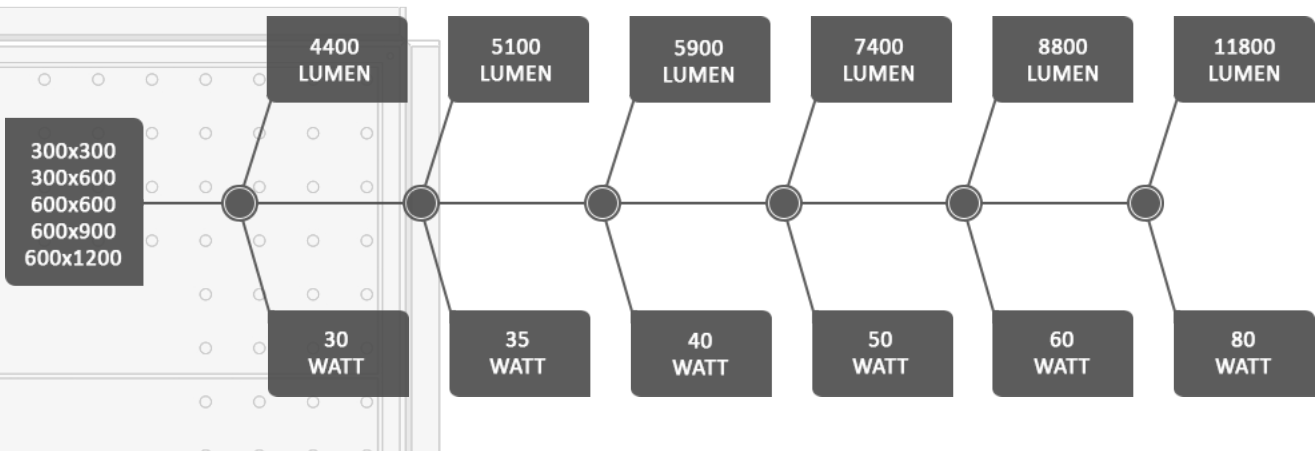 4400
LUMEN
5100
LUMEN
5900
LUMEN
7400
LUMEN
8800
LUMEN
11800
LUMEN
300x300
300x600
600x600
600x900
600x1200
30
WATT
35
WATT
40
WATT
50
WATT
60
WATT
80
WATT